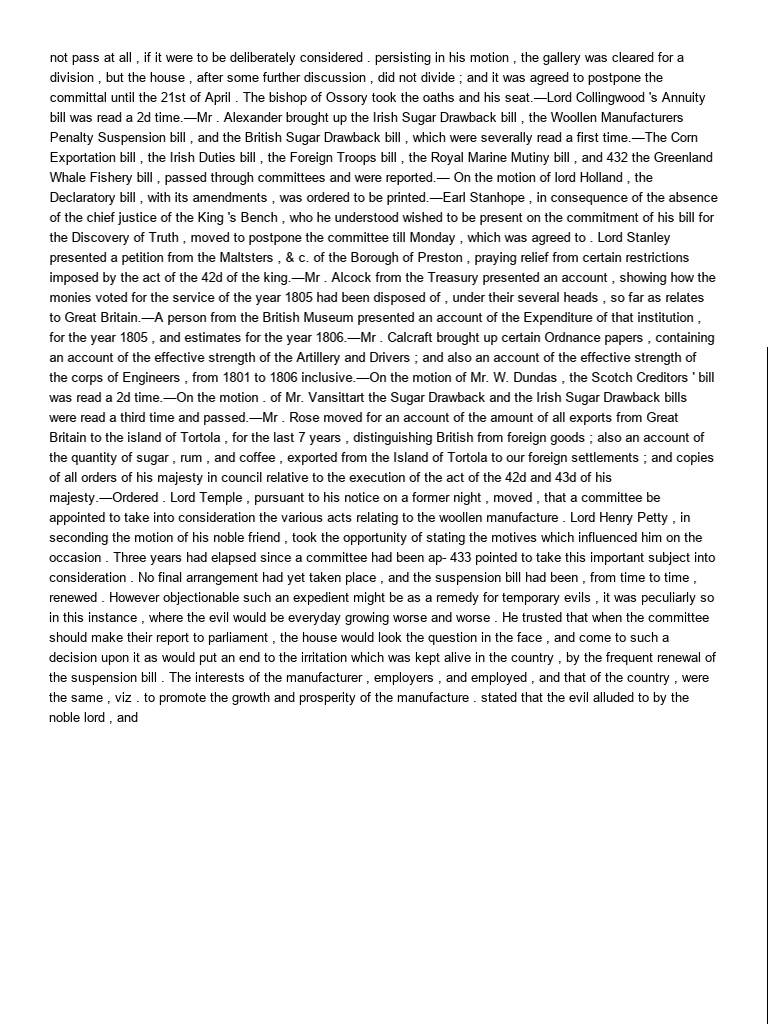 not pass at all , if it were to be deliberately considered . persisting in his motion , the gallery was cleared for a
division , but the house , after some further discussion , did not divide ; and it was agreed to postpone the
committal until the 21st of April . The bishop of Ossory took the oaths and his seat.—Lord Collingwood 's Annuity
bill was read a 2d time.—Mr . Alexander brought up the Irish Sugar Drawback bill , the Woollen Manufacturers
Penalty Suspension bill , and the British Sugar Drawback bill , which were severally read a first time.—The Corn
Exportation bill , the Irish Duties bill , the Foreign Troops bill , the Royal Marine Mutiny bill , and 432 the Greenland
Whale Fishery bill , passed through committees and were reported.— On the motion of lord Holland , the
Declaratory bill , with its amendments , was ordered to be printed.—Earl Stanhope , in consequence of the absence
of the chief justice of the King 's Bench , who he understood wished to be present on the commitment of his bill for
the Discovery of Truth , moved to postpone the committee till Monday , which was agreed to . Lord Stanley
presented a petition from the Maltsters , & c. of the Borough of Preston , praying relief from certain restrictions
imposed by the act of the 42d of the king.—Mr . Alcock from the Treasury presented an account , showing how the
monies voted for the service of the year 1805 had been disposed of , under their several heads , so far as relates
to Great Britain.—A person from the British Museum presented an account of the Expenditure of that institution ,
for the year 1805 , and estimates for the year 1806.—Mr . Calcraft brought up certain Ordnance papers , containing
an account of the effective strength of the Artillery and Drivers ; and also an account of the effective strength of
the corps of Engineers , from 1801 to 1806 inclusive.—On the motion of Mr. W. Dundas , the Scotch Creditors ' bill
was read a 2d time.—On the motion . of Mr. Vansittart the Sugar Drawback and the Irish Sugar Drawback bills
were read a third time and passed.—Mr . Rose moved for an account of the amount of all exports from Great
Britain to the island of Tortola , for the last 7 years , distinguishing British from foreign goods ; also an account of
the quantity of sugar , rum , and coffee , exported from the Island of Tortola to our foreign settlements ; and copies
of all orders of his majesty in council relative to the execution of the act of the 42d and 43d of his
majesty.—Ordered . Lord Temple , pursuant to his notice on a former night , moved , that a committee be
appointed to take into consideration the various acts relating to the woollen manufacture . Lord Henry Petty , in
seconding the motion of his noble friend , took the opportunity of stating the motives which influenced him on the
occasion . Three years had elapsed since a committee had been ap- 433 pointed to take this important subject into
consideration . No final arrangement had yet taken place , and the suspension bill had been , from time to time ,
renewed . However objectionable such an expedient might be as a remedy for temporary evils , it was peculiarly so
in this instance , where the evil would be everyday growing worse and worse . He trusted that when the committee
should make their report to parliament , the house would look the question in the face , and come to such a
decision upon it as would put an end to the irritation which was kept alive in the country , by the frequent renewal of
the suspension bill . The interests of the manufacturer , employers , and employed , and that of the country , were
the same , viz . to promote the growth and prosperity of the manufacture . stated that the evil alluded to by the
noble lord , and